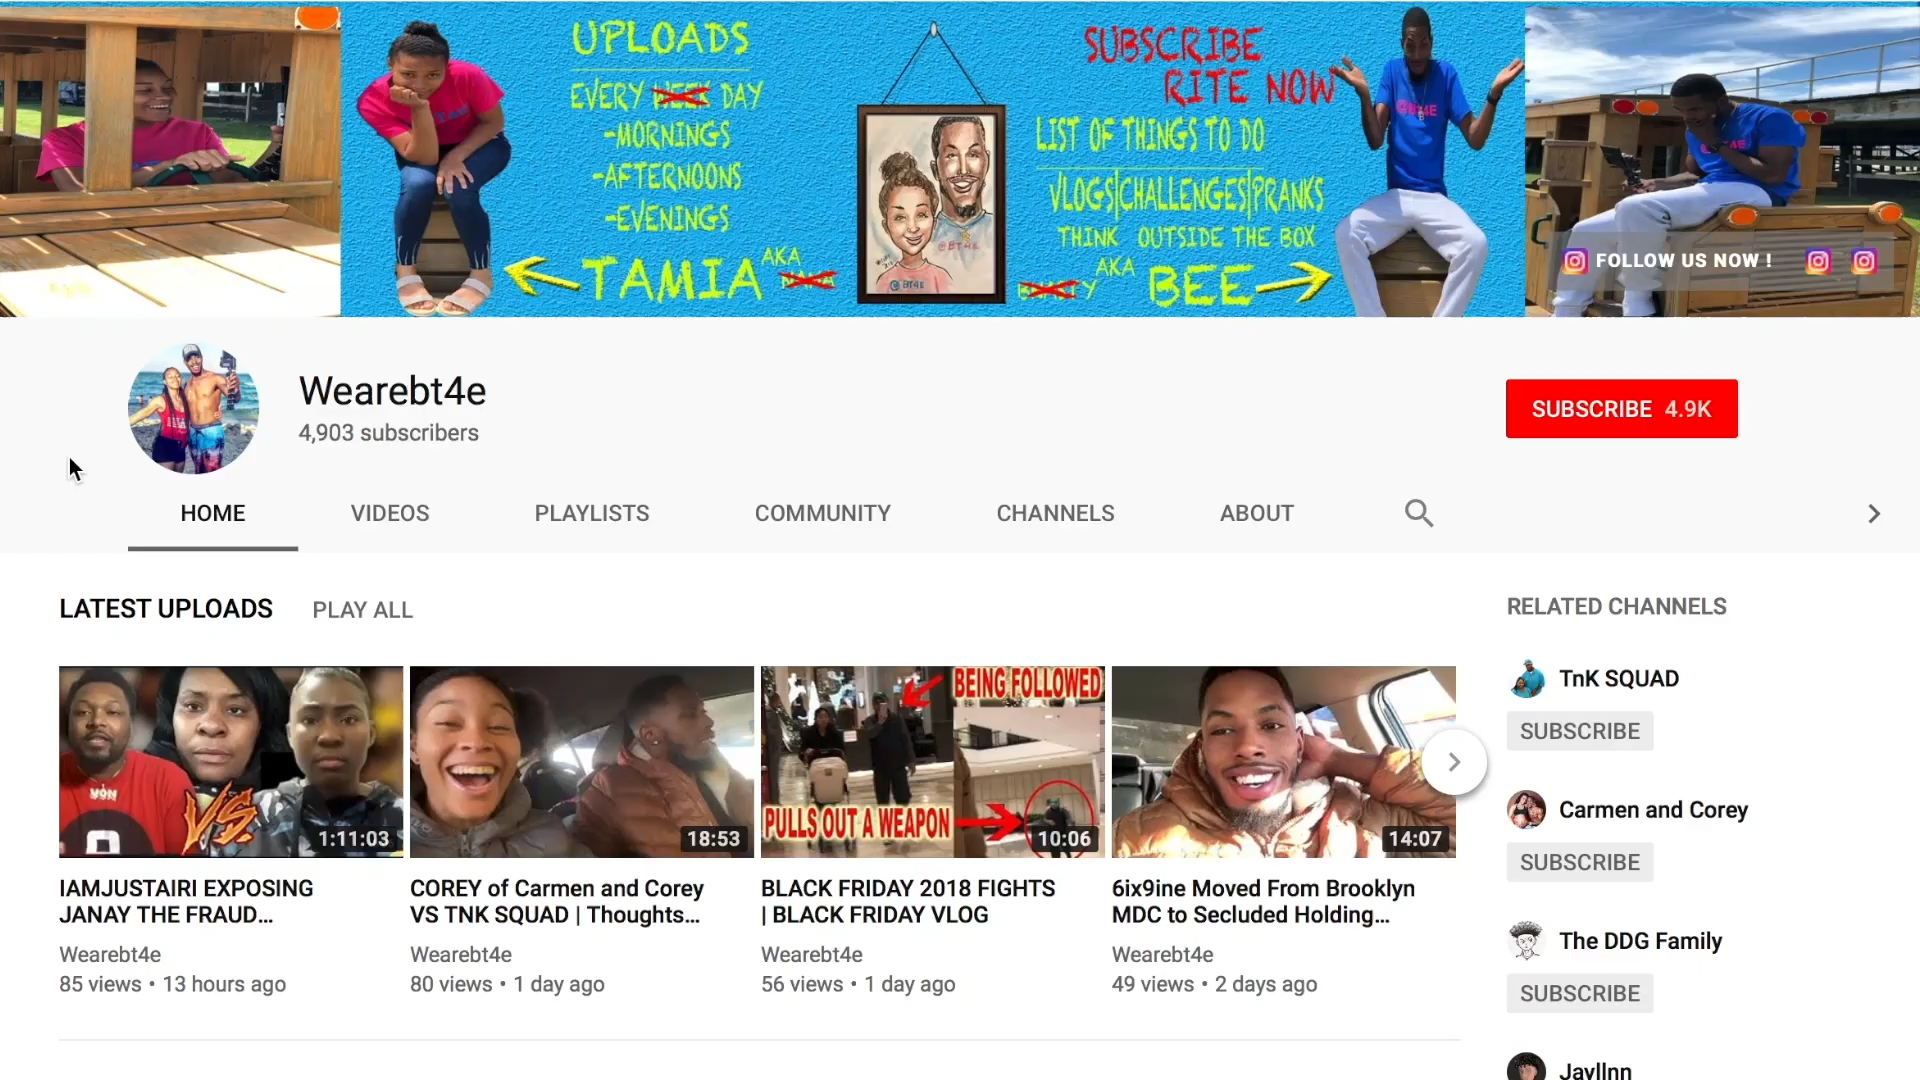 UPLOADS
EVERY WEEK DAY
-MORNINGS
-AFTERNOONS
-EVENINGS
TAMIA AKA
SUBSCRIBE
RITE NOW
LIST OF THINGS TO DO
VLOGS|CHALLENGES|PRANKS
THINK OUTSIDE THE BOX
AKA BEE
@BT4E
FOLLOW US NOW !
Wearebt4e
4,903 subscribers
SUBSCRIBE 4.9K
HOME
VIDEOS
PLAYLISTS
COMMUNITY
CHANNELS
ABOUT
LATEST UPLOADS
PLAY ALL
VS
1:11:03
18:53
BEING FOLLOWED
PULLS OUT A WEAPON
10:06
14:07
IAMJUSTAIRI EXPOSING
JANAY THE FRAUD...
Wearebt4e
85 views • 13 hours ago
COREY of Carmen and Corey
VS TNK SQUAD | Thoughts...
Wearebt4e
80 views • 1 day ago
BLACK FRIDAY 2018 FIGHTS
| BLACK FRIDAY VLOG
Wearebt4e
56 views • 1 day ago
6ix9ine Moved From Brooklyn
MDC to Secluded Holding...
Wearebt4e
49 views • 2 days ago
RELATED CHANNELS
TnK SQUAD
SUBSCRIBE
Carmen and Corey
SUBSCRIBE
The DDG Family
SUBSCRIBE